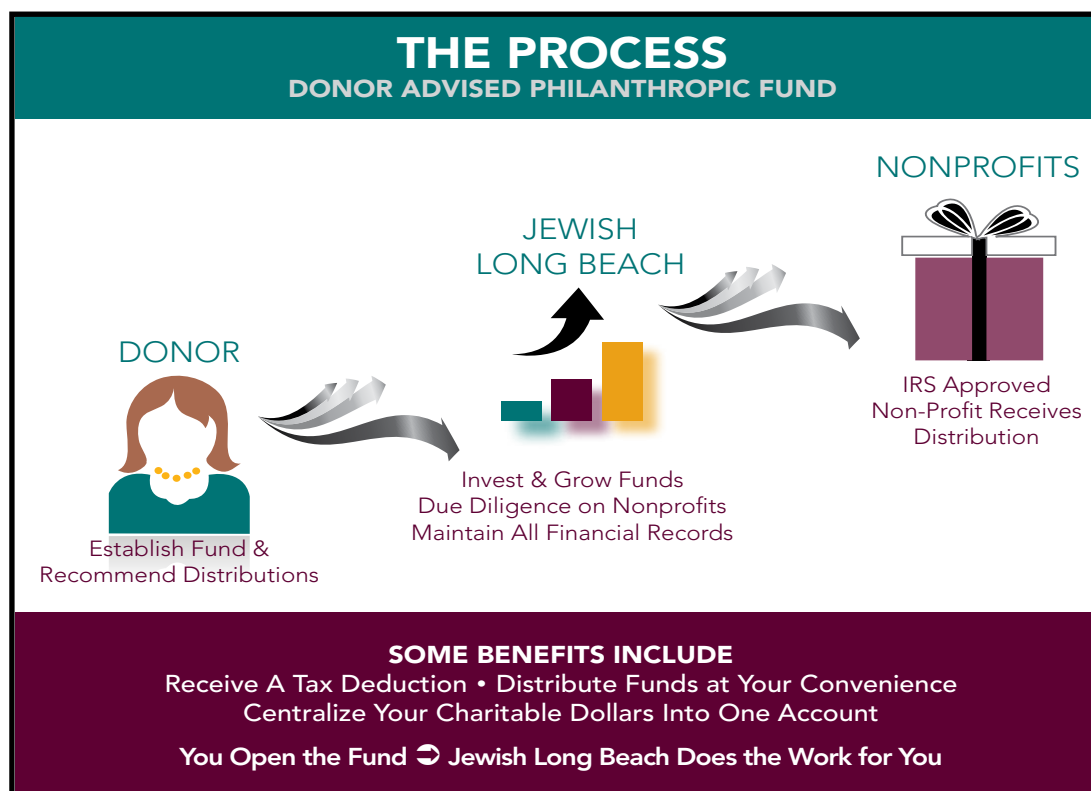 THE PROCESS
DONOR ADVISED PHILANTHROPIC FUND
DONOR
Establish Fund &
Recommend Distributions
JEWISH
LONG BEACH
Invest & Grow Funds
Due Diligence on Nonprofits
Maintain All Financial Records
NONPROFITS
IRS Approved
Non-Profit Receives
Distribution
SOME BENEFITS INCLUDE
Receive A Tax Deduction • Distribute Funds at Your Convenience
Centralize Your Charitable Dollars Into One Account
You Open the Fund ➲ Jewish Long Beach Does the Work for You